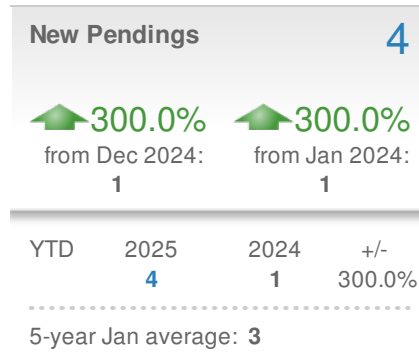 New Pendings 4
300.0% 300.0%
from Dec 2024: from Jan 2024:
1 1
YTD 2025 2024 +/-
4 1 300.0%
5-year Jan average: 3